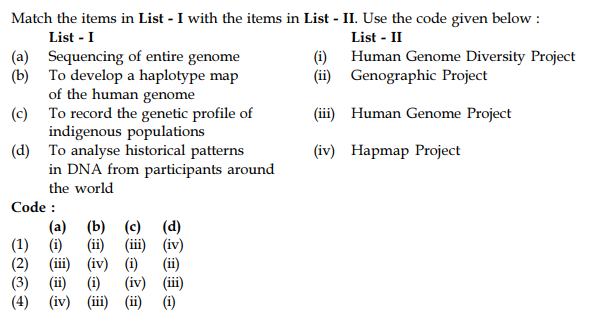 Match the items in List - I with the items in List - II. Use the code given below :
List - I List - II
(a) Sequencing of entire genome (i) Human Genome Diversity Project
(b) To develop a haplotype map (ii) Genographic Project
of the human genome
(c) To record the genetic profile of (iii) Human Genome Project
indigenous populations
(d) To analyse historical patterns (iv) Hapmap Project
in DNA from participants around
the world
Code :
(a) (b) (c) (d)
(1) (i) (ii) (iii) (iv)
(2) (iii) (iv) (i) (ii)
(3) (ii) (i) (iv) (iii)
(4) (iv) (iii) (ii) (i)